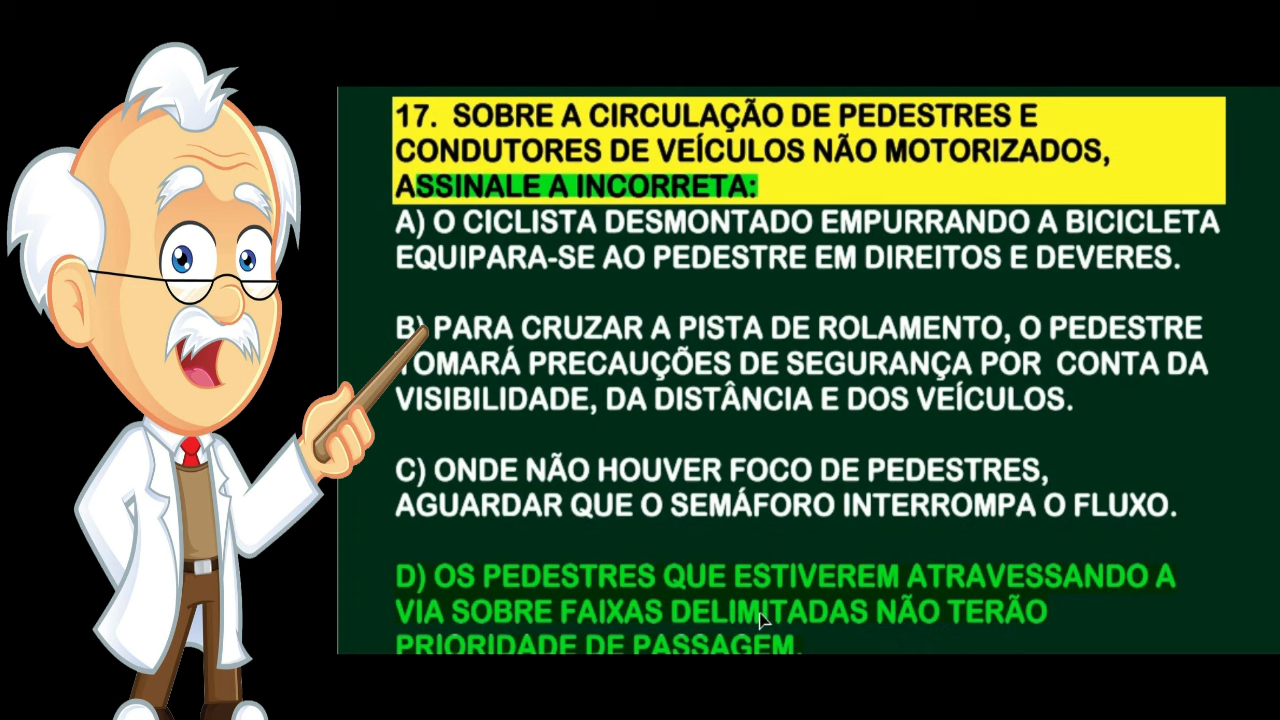 17. SOBRE A CIRCULAÇÃO DE PEDESTRES E
CONDUTORES DE VEÍCULOS NÃO MOTORIZADOS,
ASSINALE A INCORRETA:
A) O CICLISTA DESMONTADO EMPURRANDO A BICICLETA
EQUIPARA-SE AO PEDESTRE EM DIREITOS E DEVERES.
B) PARA CRUZAR A PISTA DE ROLAMENTO, O PEDESTRE
TOMARÁ PRECAUÇÕES DE SEGURANÇA POR CONTA DA
VISIBILIDADE, DA DISTÂNCIA E DOS VEÍCULOS.
C) ONDE NÃO HOUVER FOCO DE PEDESTRES,
AGUARDAR QUE O SEMÁFORO INTERROMPA O FLUXO.
D) OS PEDESTRES QUE ESTIVEREM ATRAVESSANDO A
VIA SOBRE FAIXAS DELIMITADAS NÃO TERÃO
PRIORIDADE DE PASSAGEM.